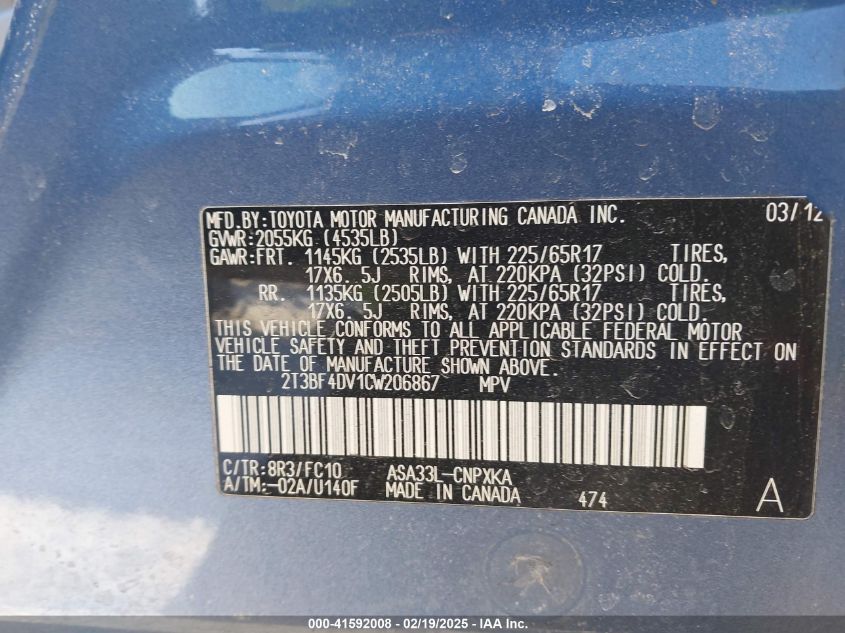 MFD.BY:TOYOTA MOTOR MANUFACTURING CANADA INC. 03/12
GVWR:2055KG (4535LB)
GAWR:FRT. 1145KG (2535LB) WITH 225/65R17 TIRES,
17X6.5J RIMS, AT 220KPA (32PSI) COLD.
RR. 1135KG (2505LB) WITH 225/65R17 TIRES,
17X6.5J RIMS, AT 220KPA (32PSI) COLD.
THIS VEHICLE CONFORMS TO ALL APPLICABLE FEDERAL MOTOR
VEHICLE SAFETY AND THEFT PREVENTION STANDARDS IN EFFECT ON
THE DATE OF MANUFACTURE SHOWN ABOVE.
2T3BF4DV1CW206867 MPV
C/TR:8R3/FC10 ASA33L-CNPXKA
A/TM:-02A/U140F MADE IN CANADA 474 A
000-41592008 - 02/19/2025 - IAA Inc.